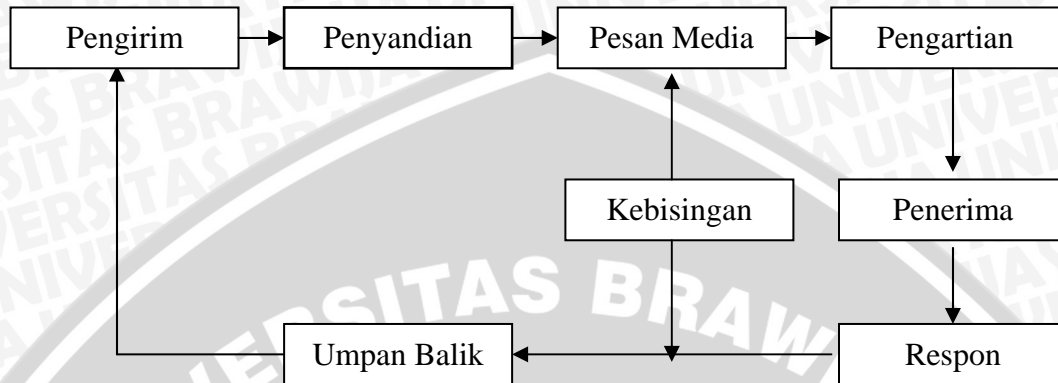 Pengirim
Penyandian
Pesan Media
Pengartian
Kebisingan
Penerima
Umpan Balik
Respon